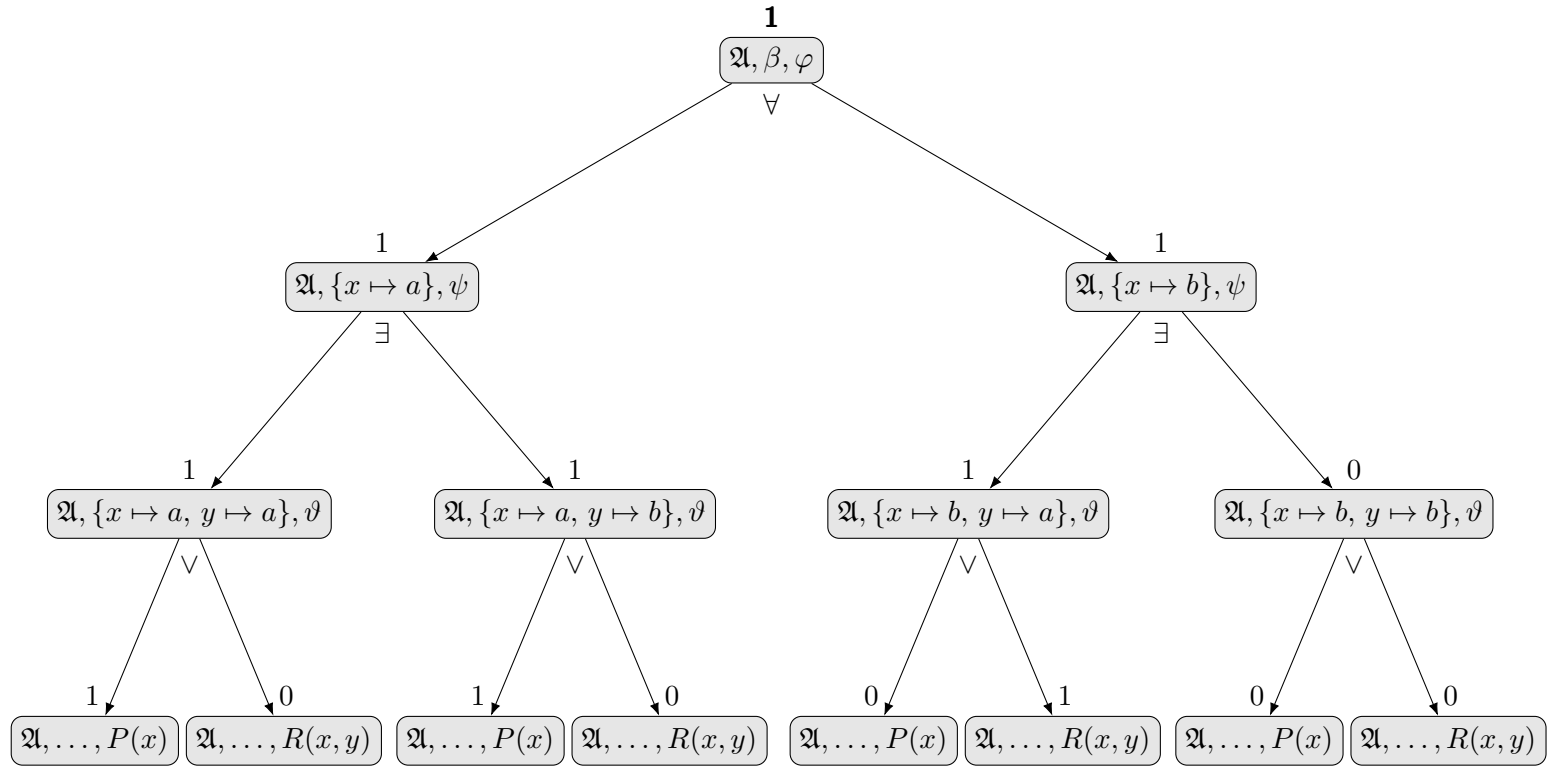 1
𝔄, β, φ
∀
1 1
𝔄, {x ↦ a}, ψ 𝔄, {x ↦ b}, ψ
∃ ∃
1 1 1 0
𝔄, {x ↦ a, y ↦ a}, ϑ 𝔄, {x ↦ a, y ↦ b}, ϑ 𝔄, {x ↦ b, y ↦ a}, ϑ 𝔄, {x ↦ b, y ↦ b}, ϑ
∨ ∨ ∨ ∨
1 0 1 0 0 1 0 0
𝔄, …, P(x) 𝔄, …, R(x, y) 𝔄, …, P(x) 𝔄, …, R(x, y) 𝔄, …, P(x) 𝔄, …, R(x, y) 𝔄, …, P(x) 𝔄, …, R(x, y)